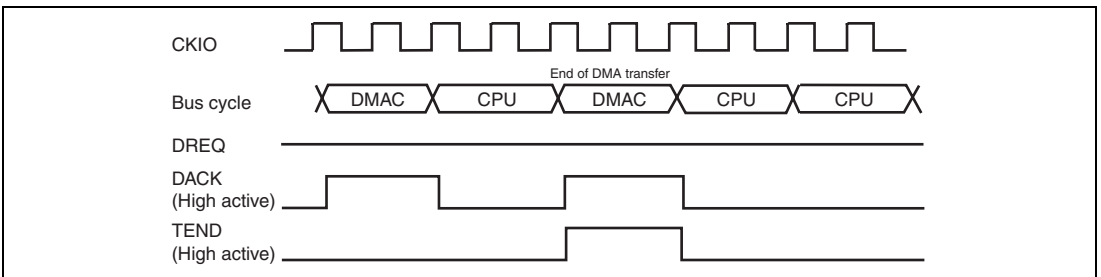 CKIO
End of DMA transfer
Bus cycle DMAC CPU DMAC CPU CPU
DREQ
DACK
(High active)
TEND
(High active)